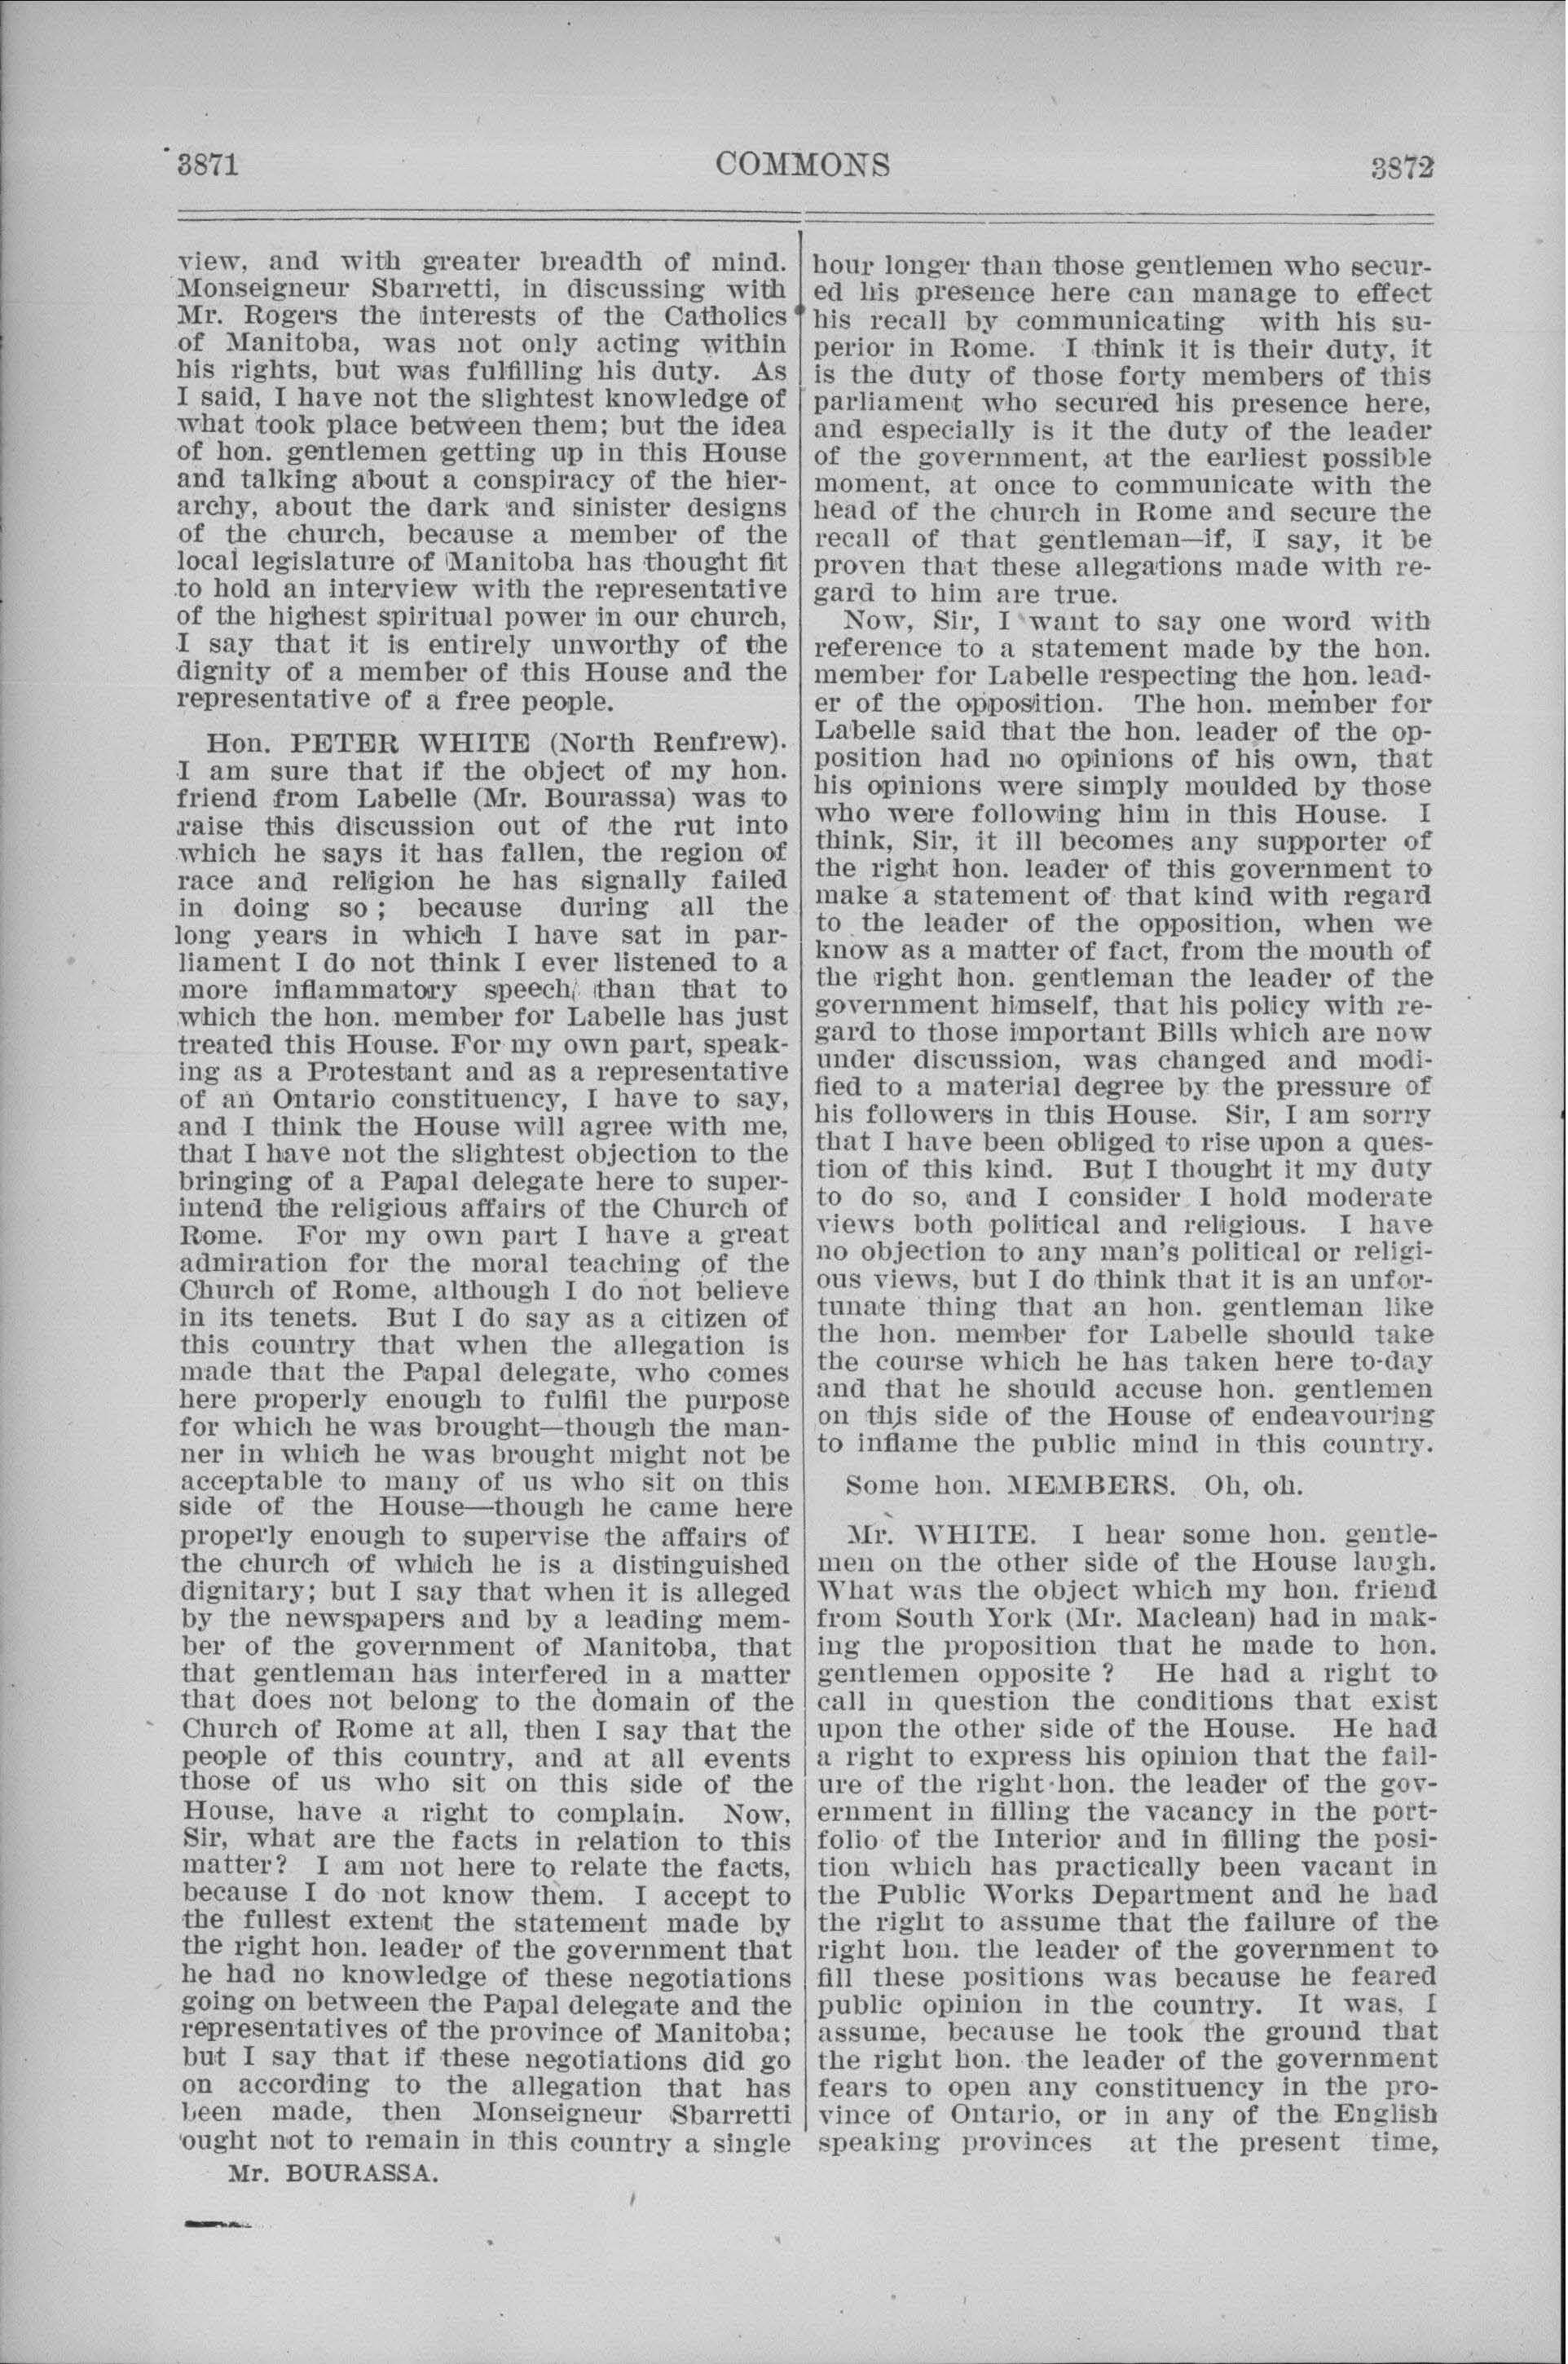 3871 COMMONS 3872
view, and with greater breadth of mind.
Monseigneur Sbarretti, in discussing with
Mr. Rogers the interests of the Catholics
of Manitoba, was not only acting within
his rights, but was fulfilling his duty. As
I said, I have not the slightest knowledge of
what took place between them; but the idea
of hon. gentlemen getting up in this House
and talking about a conspiracy of the hier-
archy, about the dark and sinister designs
of the church, because a member of the
local legislature of Manitoba has thought fit
to hold an interview with the representative
of the highest spiritual power in our church,
I say that it is entirely unworthy of the
dignity of a member of this House and the
representative of a free people.
Hon. PETER WHITE (North Renfrew).
I am sure that if the object of my hon.
friend from Labelle (Mr. Bourassa) was to
raise this discussion out of the rut into
which he says it has fallen, the region of
race and religion he has signally failed
in doing so; because during all the
long years in which I have sat in par-
liament I do not think I ever listened to a
more inflammatory speech, than that to
which the hon. member for Labelle has just
treated this House. For my own part, speak-
ing as a Protestant and as a representative
of an Ontario constituency, I have to say,
and I think the House will agree with me,
that I have not the slightest objection to the
bringing of a Papal delegate here to super-
intend the religious affairs of the Church of
Rome. For my own part I have a great
admiration for the moral teaching of the
Church of Rome, although I do not believe
in its tenets. But I do say as a citizen of
this country that when the allegation is
made that the Papal delegate, who comes
here properly enough to fulfil the purpose
for which he was brought—though the man-
ner in which he was brought might not be
acceptable to many of us who sit on this
side of the House—though he came here
properly enough to supervise the affairs of
the church of which he is a distinguished
dignitary; but I say that when it is alleged
by the newspapers and by a leading mem-
ber of the government of Manitoba, that
that gentleman has interfered in a matter
that does not belong to the domain of the
Church of Rome at all, then I say that the
people of this country, and at all events
those of us who sit on this side of the
House, have a right to complain. Now,
Sir, what are the facts in relation to this
matter? I am not here to relate the facts,
because I do not know them. I accept to
the fullest extent the statement made by
the right hon. leader of the government that
he had no knowledge of these negotiations
going on between the Papal delegate and the
representatives of the province of Manitoba;
but I say that if these negotiations did go
on according to the allegation that has
been made, then Monseigneur Sbarretti
ought not to remain in this country a single
Mr. BOURASSA.
hour longer than those gentlemen who secur-
ed his presence here can manage to effect
his recall by communicating with his su-
perior in Rome. I think it is their duty, it
is the duty of those forty members of this
parliament who secured his presence here,
and especially is it the duty of the leader
of the government, at the earliest possible
moment, at once to communicate with the
head of the church in Rome and secure the
recall of that gentleman—if, I say, it be
proven that these allegations made with re-
gard to him are true.
Now, Sir, I want to say one word with
reference to a statement made by the hon.
member for Labelle respecting the hon. lead-
er of the opposition. The hon. member for
Labelle said that the hon. leader of the op-
position had no opinions of his own, that
his opinions were simply moulded by those
who were following him in this House. I
think, Sir, it ill becomes any supporter of
the right hon. leader of this government to
make a statement of that kind with regard
to the leader of the opposition, when we
know as a matter of fact, from the mouth of
the right hon. gentleman the leader of the
government himself, that his policy with re-
gard to those important Bills which are now
under discussion, was changed and modi-
fied to a material degree by the pressure of
his followers in this House. Sir, I am sorry
that I have been obliged to rise upon a ques-
tion of this kind. But I thought it my duty
to do so, and I consider I hold moderate
views both political and religious. I have
no objection to any man's political or religi-
ous views, but I do think that it is an unfor-
tunate thing that an hon. gentleman like
the hon. member for Labelle should take
the course which he has taken here to-day
and that he should accuse hon. gentlemen
on this side of the House of endeavouring
to inflame the public mind in this country.
Some hon. MEMBERS. Oh, oh.
Mr. WHITE. I hear some hon. gentle-
men on the other side of the House laugh.
What was the object which my hon. friend
from South York (Mr. Maclean) had in mak-
ing the proposition that he made to hon.
gentlemen opposite? He had a right to
call in question the conditions that exist
upon the other side of the House. He had
a right to express his opinion that the fail-
ure of the right hon. the leader of the gov-
ernment in filling the vacancy in the port-
folio of the Interior and in filling the posi-
tion which has practically been vacant in
the Public Works Department and he had
the right to assume that the failure of the
right hon. the leader of the government to
fill these positions was because he feared
public opinion in the country. It was, I
assume, because he took the ground that
the right hon. the leader of the government
fears to open any constituency in the pro-
vince of Ontario, or in any of the English
speaking provinces at the present time,